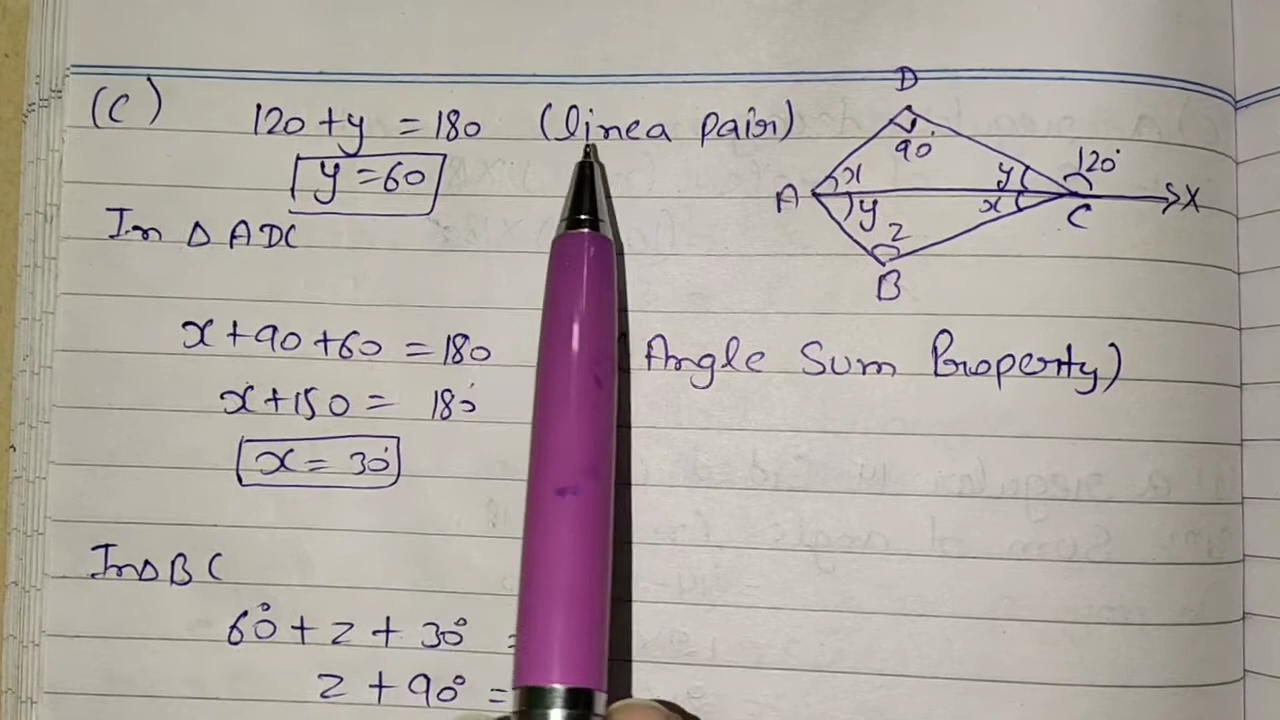 (C) 120 + y = 180 (linea pair)
y = 60
In Δ ADC
x + 90 + 60 = 180 Angle Sum Property)
x + 150 = 180°
x = 30°
In Δ BC
60° + z + 30° =
z + 90° =
D
90°
120°
x
y
A
y
x
C
X
z
B